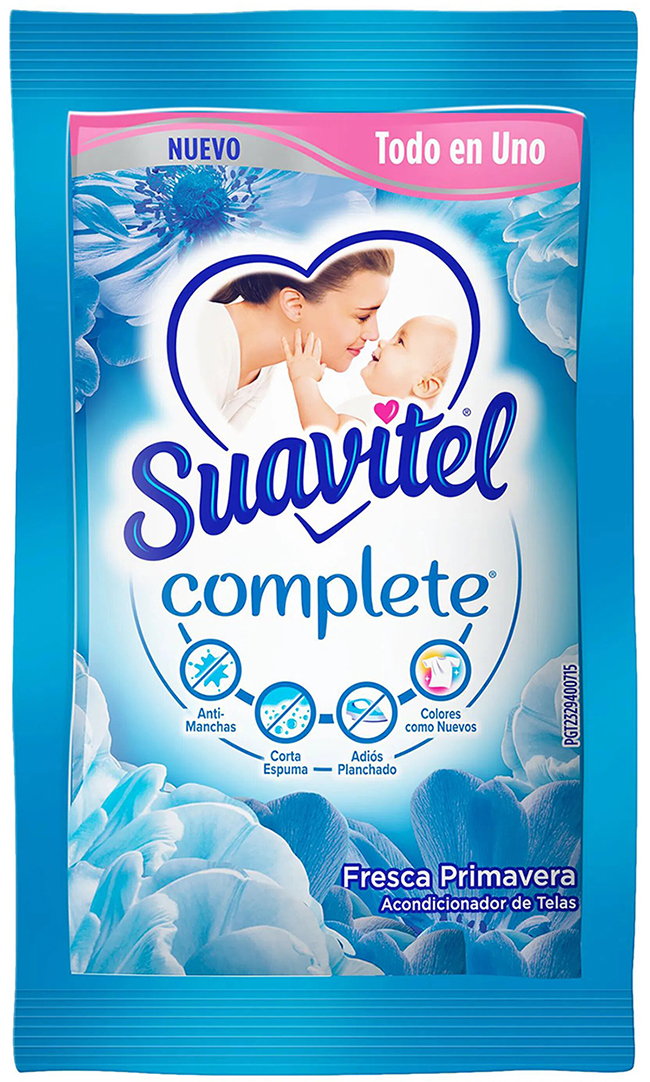 NUEVO
Todo en Uno
Suavitel®
complete®
Anti-
Manchas
Corta
Espuma
Adiós
Planchado
Colores
como Nuevos
PGT2329400715
Fresca Primavera
Acondicionador de Telas